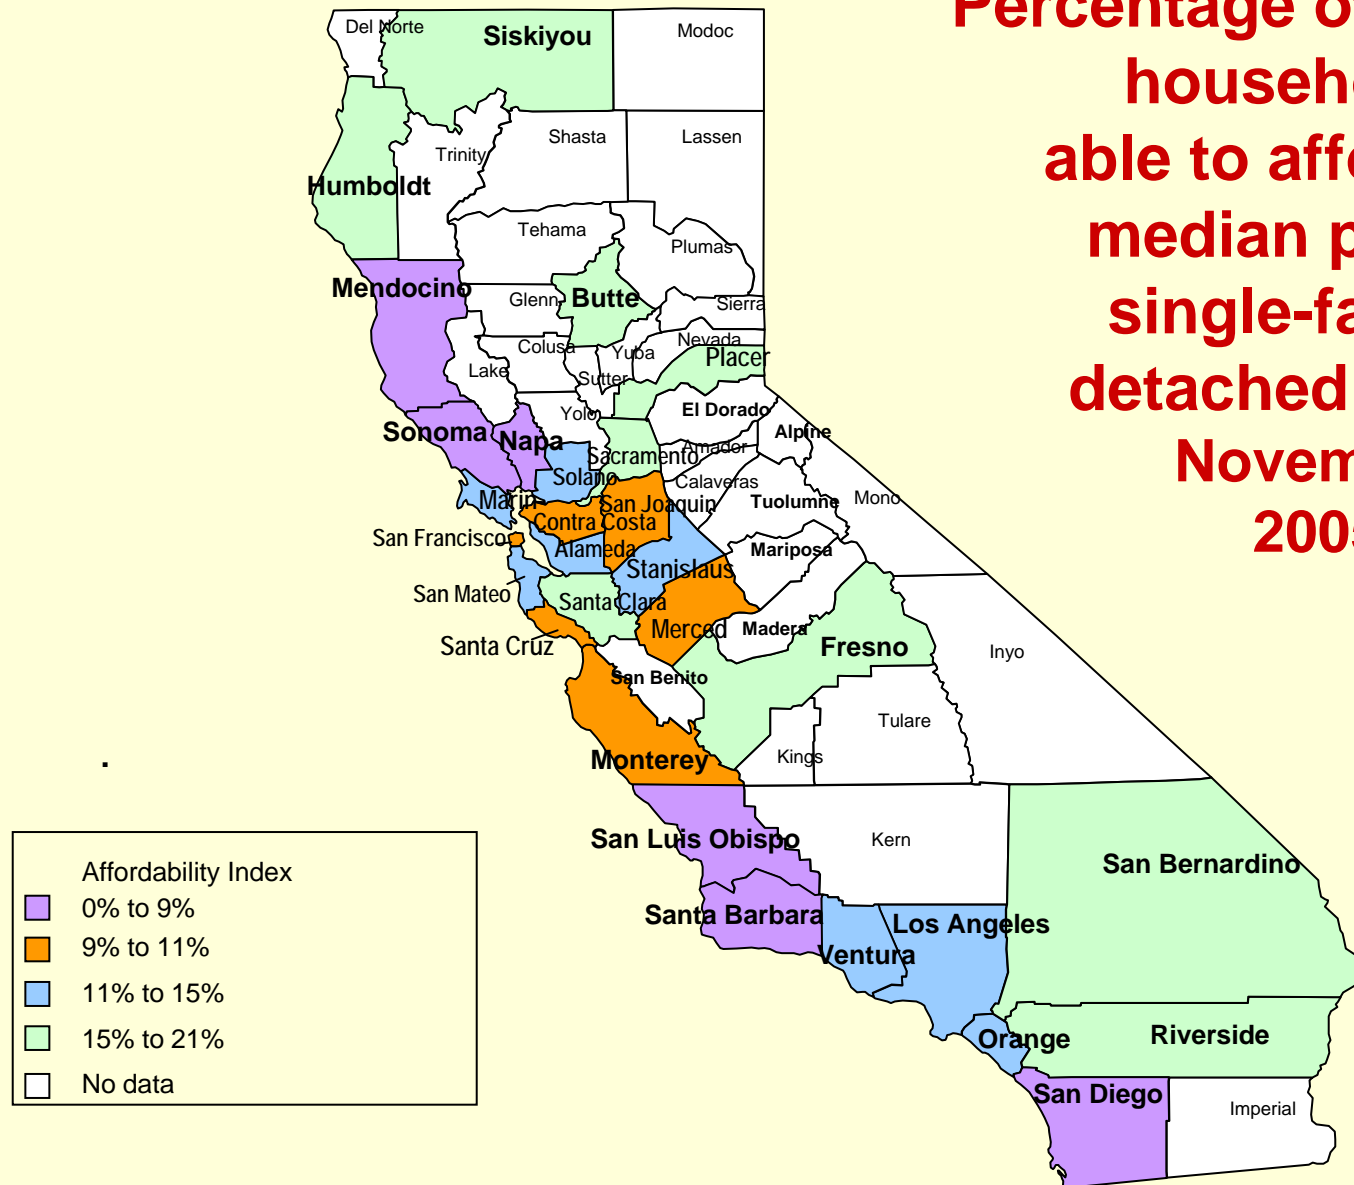 Percentage o
househ
able to aff
median p
single-fa
detached
Novem
2005
Del Norte
Siskiyou
Modoc
Shasta
Lassen
Trinity
Humboldt
Tehama
Plumas
Mendocino
Glenn
Butte
Sierra
Nevada
Colusa
Yuba
Placer
Lake
Sutter
El Dorado
Yolo
Sonoma
Napa
Alpine
Amador
Sacramento
Solano
Calaveras
Marin
San Joaquin
Tuolumne
Mono
Contra Costa
San Francisco
Alameda
Mariposa
Stanislaus
San Mateo
Santa Clara
Merced
Madera
Santa Cruz
Fresno
Inyo
San Benito
Tulare
Monterey
Kings
.
San Luis Obispo
Kern
San Bernardino
Santa Barbara
Los Angeles
Ventura
Orange
Riverside
San Diego
Imperial
Affordability Index
0% to 9%
9% to 11%
11% to 15%
15% to 21%
No data